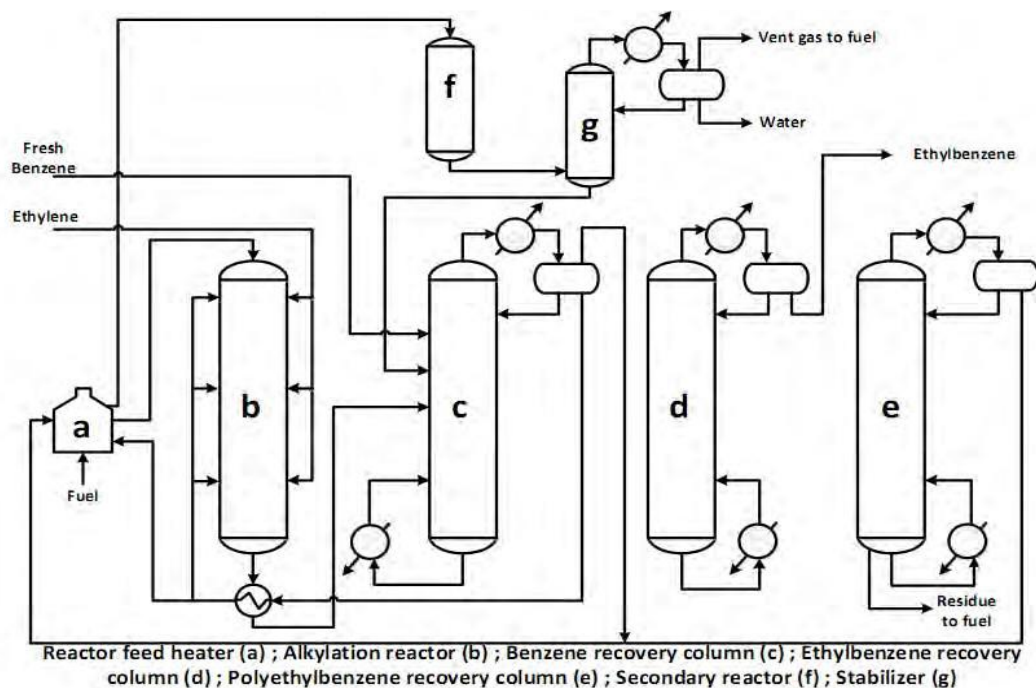 f
Vent gas to fuel
g
Water
Fresh
Benzene
Ethylbenzene
Ethylene
a
b
c
d
e
Fuel
Residue
to fuel
Reactor feed heater (a) ; Alkylation reactor (b) ; Benzene recovery column (c) ; Ethylbenzene recovery
column (d) ; Polyethylbenzene recovery column (e) ; Secondary reactor (f) ; Stabilizer (g)